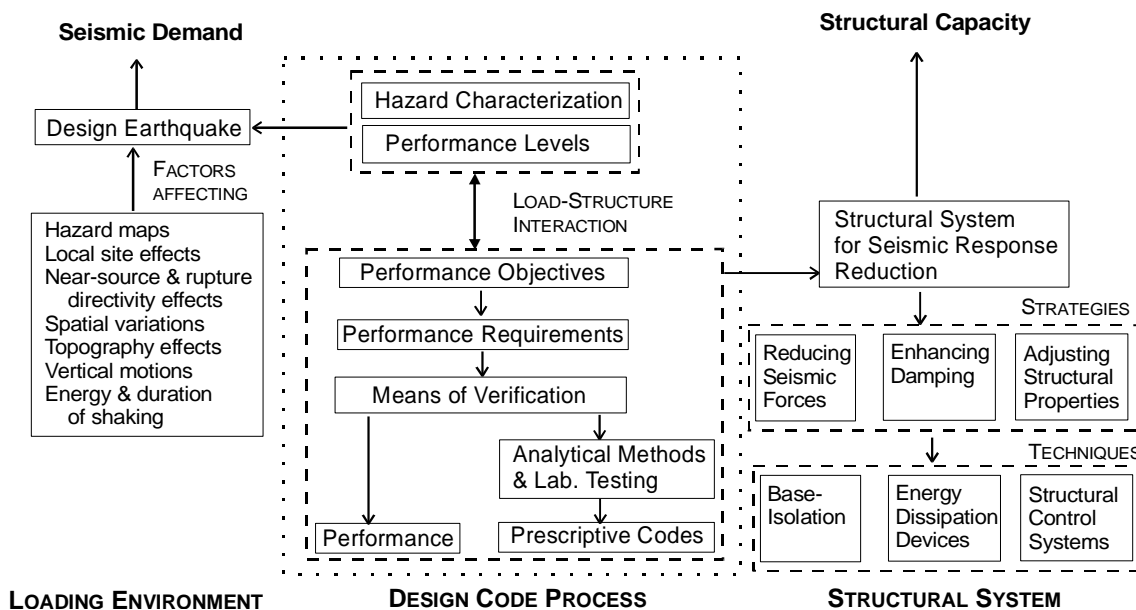 Seismic Demand
Design Earthquake
FACTORS
AFFECTING
Hazard maps
Local site effects
Near-source & rupture
directivity effects
Spatial variations
Topography effects
Vertical motions
Energy & duration
of shaking
LOADING ENVIRONMENT
Hazard Characterization
Performance Levels
LOAD-STRUCTURE
INTERACTION
Performance Objectives
Performance Requirements
Means of Verification
Analytical Methods
& Lab. Testing
Performance
Prescriptive Codes
DESIGN CODE PROCESS
Structural Capacity
Structural System
for Seismic Response
Reduction
STRATEGIES
Reducing
Seismic
Forces
Enhancing
Damping
Adjusting
Structural
Properties
TECHNIQUES
Base-
Isolation
Energy
Dissipation
Devices
Structural
Control
Systems
STRUCTURAL SYSTEM